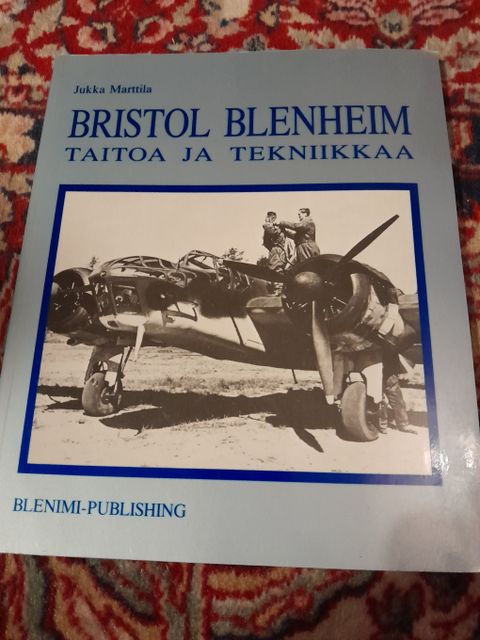 Jukka Marttila
BRISTOL BLENHEIM
TAITOA JA TEKNIIKKAA
BLENIMI-PUBLISHING